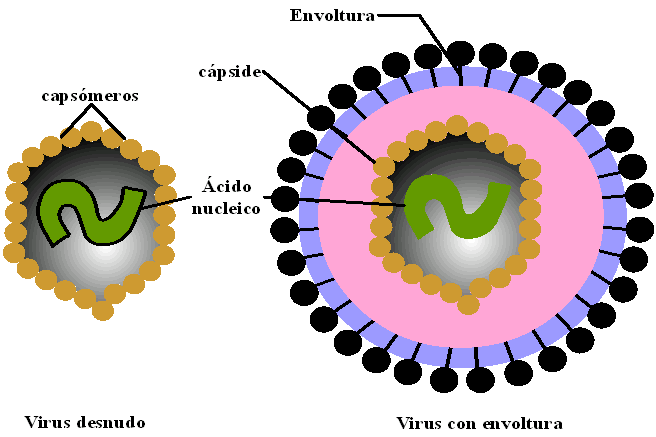 Envoltura
cápside
capsómeros
Ácido
nucleico
Virus desnudo
Virus con envoltura